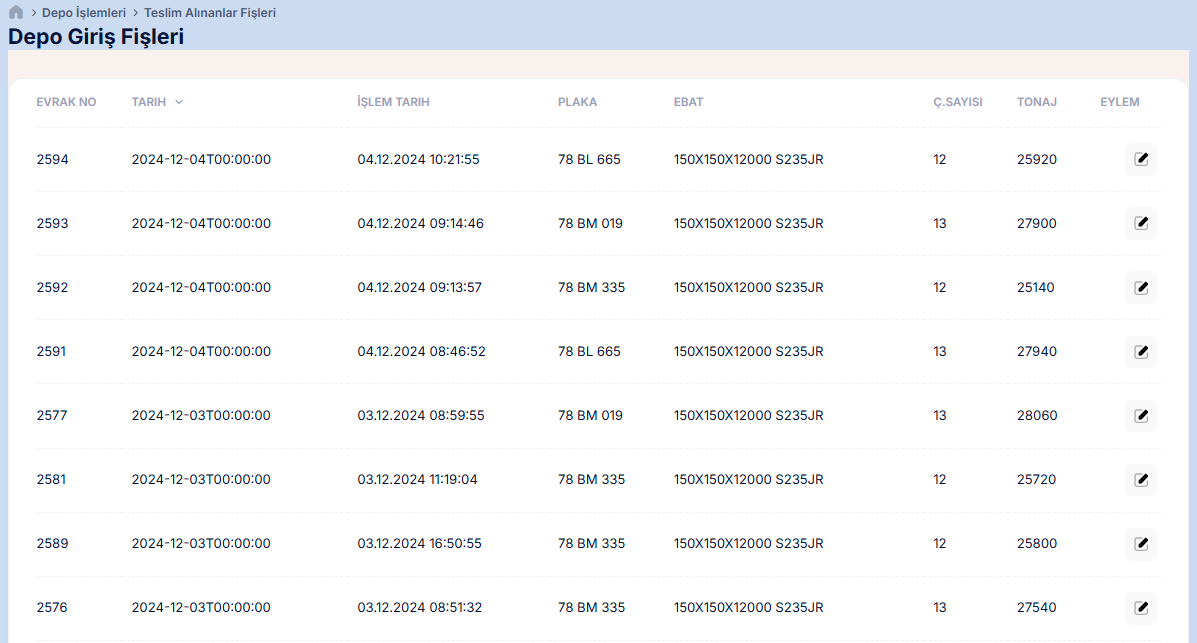 Depo İşlemleri > Teslim Alınanlar Fişleri
Depo Giriş Fişleri
EVRAK NO TARIH İŞLEM TARIH PLAKA EBAT Ç.SAYISI TONAJ EYLEM
2594 2024-12-04T00:00:00 04.12.2024 10:21:55 78 BL 665 150X150X12000 S235JR 12 25920
2593 2024-12-04T00:00:00 04.12.2024 09:14:46 78 BM 019 150X150X12000 S235JR 13 27900
2592 2024-12-04T00:00:00 04.12.2024 09:13:57 78 BM 335 150X150X12000 S235JR 12 25140
2591 2024-12-04T00:00:00 04.12.2024 08:46:52 78 BL 665 150X150X12000 S235JR 13 27940
2577 2024-12-03T00:00:00 03.12.2024 08:59:55 78 BM 019 150X150X12000 S235JR 13 28060
2581 2024-12-03T00:00:00 03.12.2024 11:19:04 78 BM 335 150X150X12000 S235JR 12 25720
2589 2024-12-03T00:00:00 03.12.2024 16:50:55 78 BM 335 150X150X12000 S235JR 12 25800
2576 2024-12-03T00:00:00 03.12.2024 08:51:32 78 BM 335 150X150X12000 S235JR 13 27540